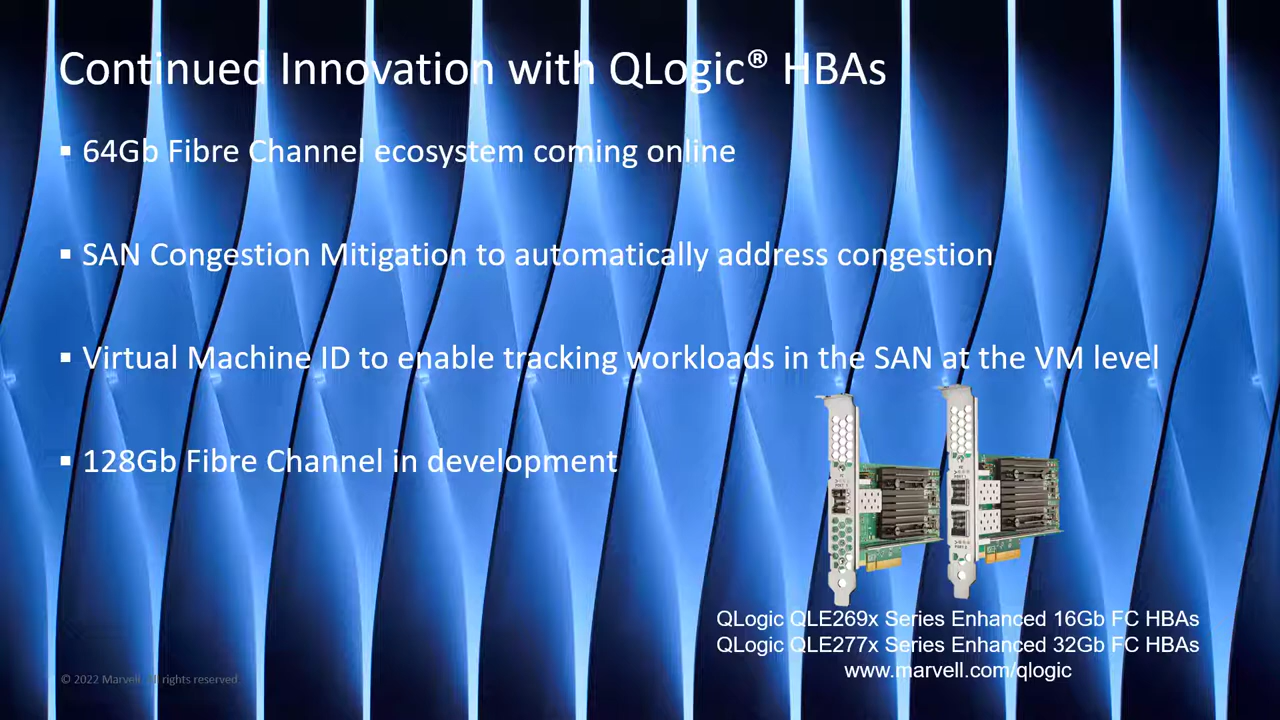 Continued Innovation with QLogic® HBAs
▪ 64Gb Fibre Channel ecosystem coming online
▪ SAN Congestion Mitigation to automatically address congestion
▪ Virtual Machine ID to enable tracking workloads in the SAN at the VM level
▪ 128Gb Fibre Channel in development
QLogic QLE269x Series Enhanced 16Gb FC HBAs
QLogic QLE277x Series Enhanced 32Gb FC HBAs
www.marvell.com/qlogic
© 2022 Marvell. All rights reserved.